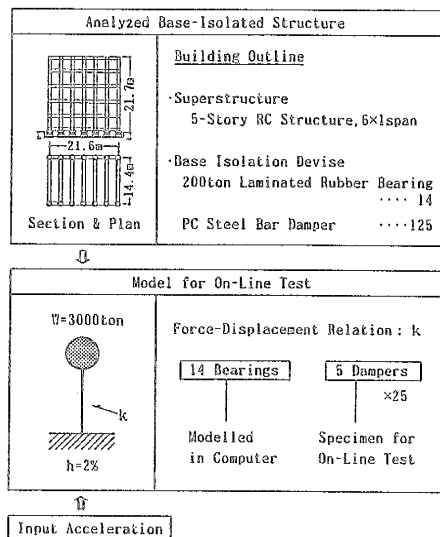 Analyzed Base-Isolated Structure
21.7m
21.6m
14.4m
Section & Plan
Building Outline
·Superstructure
5-Story RC Structure,6×1span
·Base Isolation Devise
200ton Laminated Rubber Bearing
···· 14
PC Steel Bar Damper ····125
Model for On-Line Test
W=3000ton
k
h=2%
Force-Displacement Relation : k
14 Bearings
5 Dampers
×25
Modelled
in Computer
Specimen for
On-Line Test
Input Acceleration